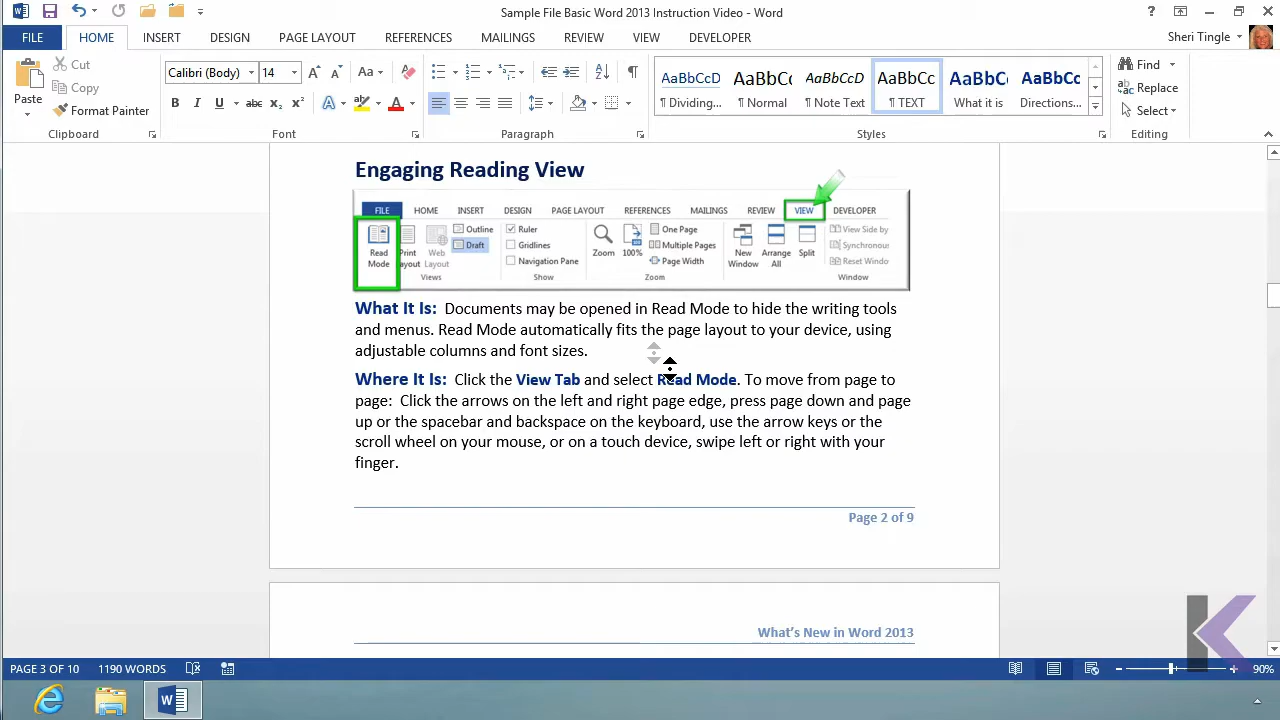 Sample File Basic Word 2013 Instruction Video - Word
FILE HOME INSERT DESIGN PAGE LAYOUT REFERENCES MAILINGS REVIEW VIEW DEVELOPER Sheri Tingle
Paste
Cut
Copy
Format Painter
Clipboard
Calibri (Body) 14
Font
Paragraph
AaBbCcD AaBbCc AaBbCcD AaBbCc AaBbC AaBbCc
¶ Dividing... ¶ Normal ¶ Note Text ¶ TEXT What it is Direction...
Styles
Find
Replace
Select
Editing
Engaging Reading View
FILE HOME INSERT DESIGN PAGE LAYOUT REFERENCES MAILINGS REVIEW VIEW DEVELOPER
Read Mode
Print Layout
Web Layout
Outline
Draft
Views
Ruler
Gridlines
Navigation Pane
Show
Zoom
100%
One Page
Multiple Pages
Page Width
Zoom
New Window
Arrange All
Split
View Side by
Synchronou
Reset Windo
Window
What It Is: Documents may be opened in Read Mode to hide the writing tools
and menus. Read Mode automatically fits the page layout to your device, using
adjustable columns and font sizes.
Where It Is: Click the View Tab and select Read Mode. To move from page to
page: Click the arrows on the left and right page edge, press page down and page
up or the spacebar and backspace on the keyboard, use the arrow keys or the
scroll wheel on your mouse, or on a touch device, swipe left or right with your
finger.
Page 2 of 9
What's New in Word 2013
K
PAGE 3 OF 10 1190 WORDS 90%